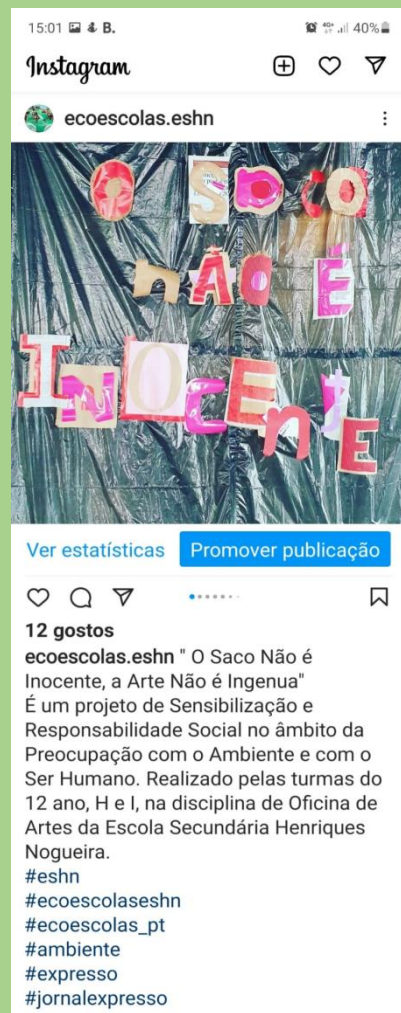 15:01 B. 40+ 40%
Instagram
ecoescolas.eshn
O SACO
nÃO É
INOCEnTE
Ver estatísticas Promover publicação
12 gostos
ecoescolas.eshn " O Saco Não é
Inocente, a Arte Não é Ingenua"
É um projeto de Sensibilização e
Responsabilidade Social no âmbito da
Preocupação com o Ambiente e com o
Ser Humano. Realizado pelas turmas do
12 ano, H e I, na disciplina de Oficina de
Artes da Escola Secundária Henriques
Nogueira.
#eshn
#ecoescolaseshn
#ecoescolas_pt
#ambiente
#expresso
#jornalexpresso